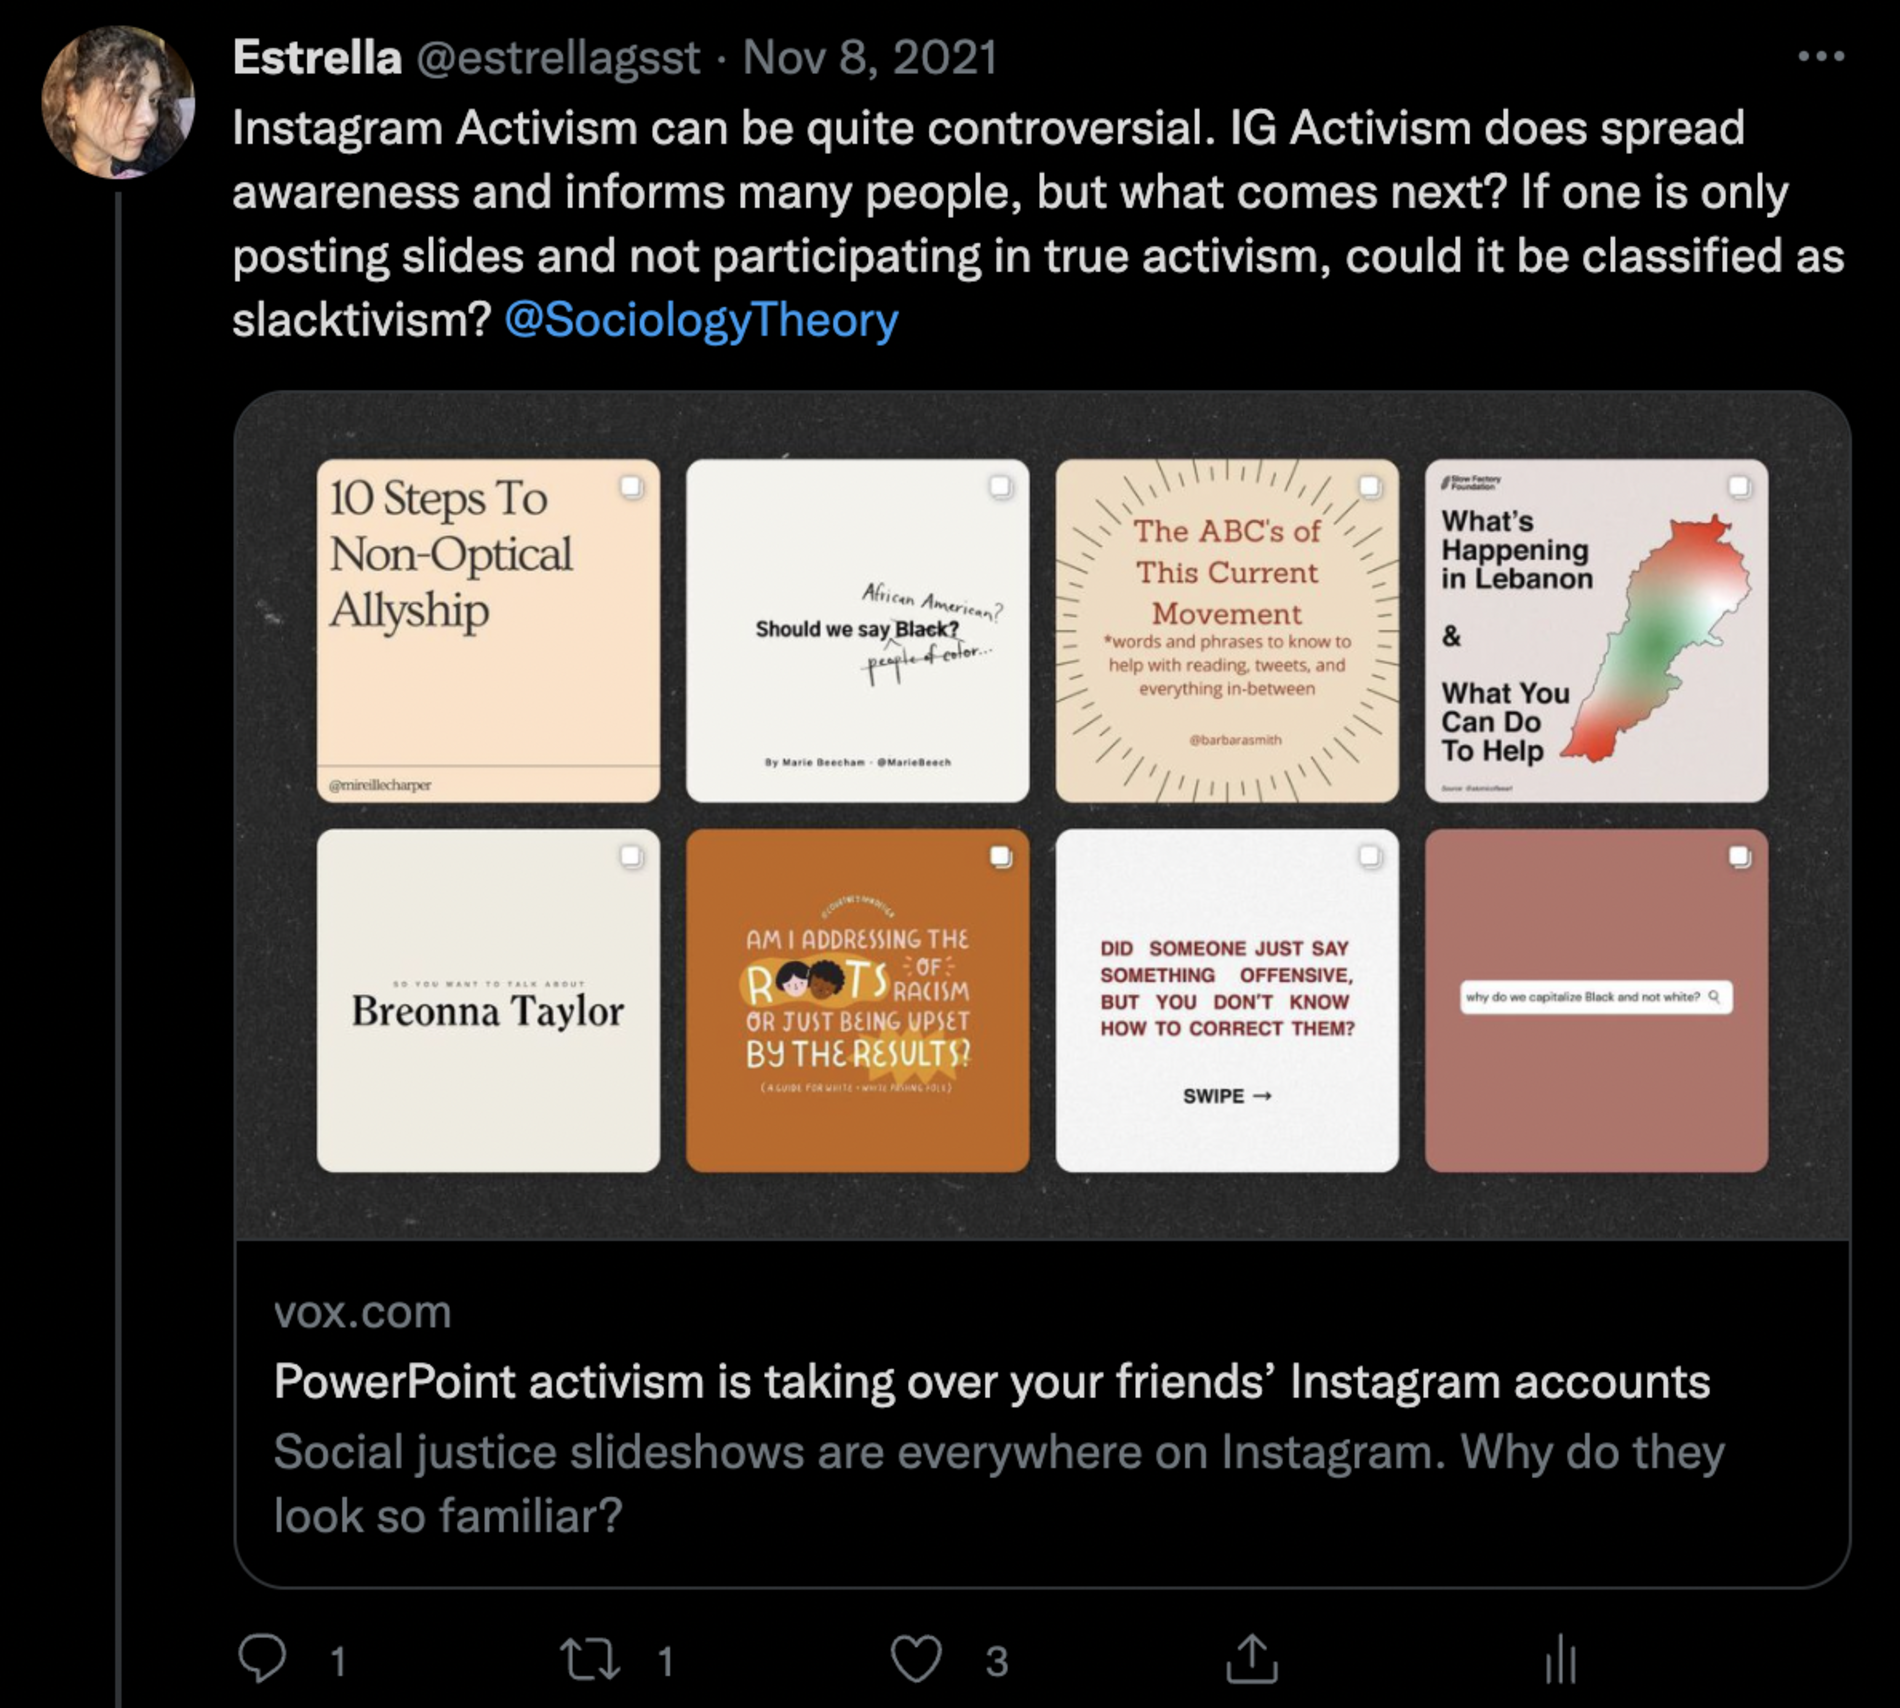 Estrella @estrellagsst · Nov 8, 2021
Instagram Activism can be quite controversial. IG Activism does spread
awareness and informs many people, but what comes next? If one is only
posting slides and not participating in true activism, could it be classified as
slacktivism? @SociologyTheory
10 Steps To
Non-Optical
Allyship
@mireillecharper
African American?
Should we say Black?
people of color...
By Marie Beecham - @MarieBeech
The ABC's of
This Current
Movement
*words and phrases to know to
help with reading, tweets, and
everything in-between
@barbarasmith
Slow Factory
Foundation
What's
Happening
in Lebanon
&
What You
Can Do
To Help
SO YOU WANT TO TALK ABOUT
Breonna Taylor
AM I ADDRESSING THE
ROOTS OF
RACISM
OR JUST BEING UPSET
BY THE RESULTS?
(A GUIDE FOR WHITE + WHITE PASSING FOLX)
DID SOMEONE JUST SAY
SOMETHING OFFENSIVE,
BUT YOU DON'T KNOW
HOW TO CORRECT THEM?
SWIPE →
why do we capitalize Black and not white?
vox.com
PowerPoint activism is taking over your friends’ Instagram accounts
Social justice slideshows are everywhere on Instagram. Why do they
look so familiar?
1 1 3